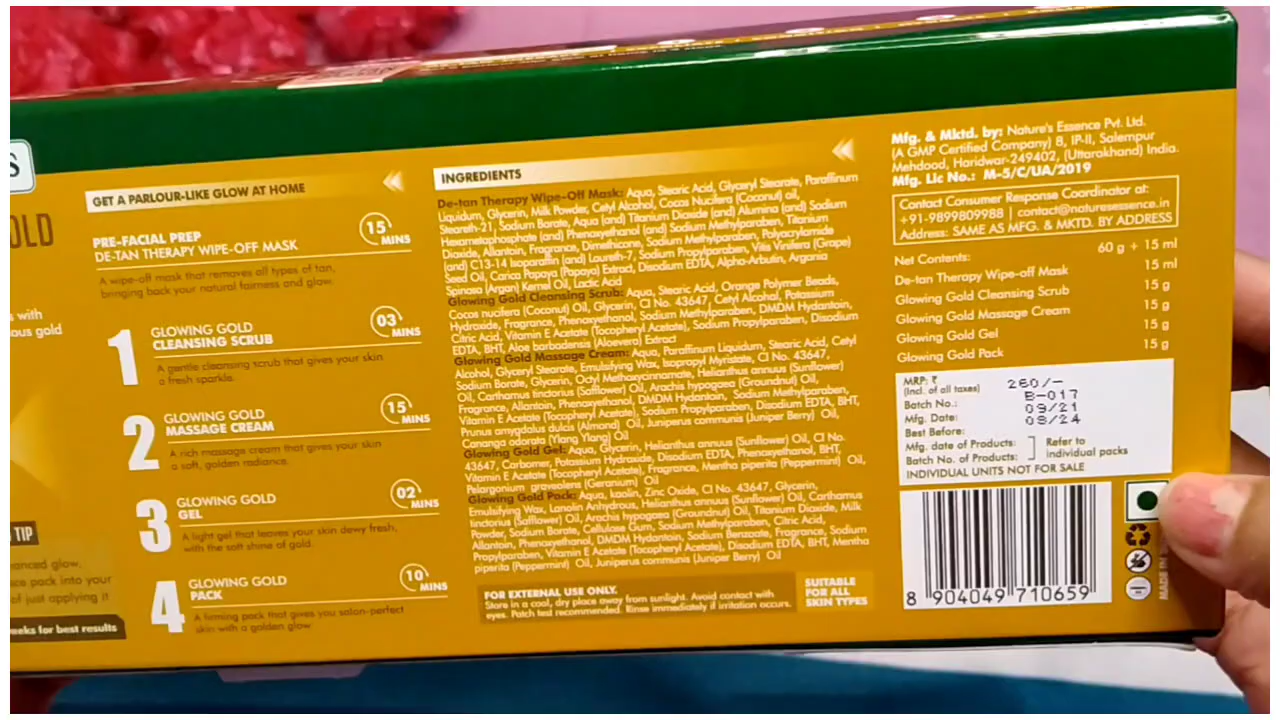 S
OLD
s with
ous gold
TIP
anced glow,
ce pack into your
of just applying it
eeks for best results
GET A PARLOUR-LIKE GLOW AT HOME
PRE-FACIAL PREP
DE-TAN THERAPY WIPE-OFF MASK
15 MINS
A wipe-off mask that removes all types of tan,
bringing back your natural fairness and glow.
1
GLOWING GOLD
CLEANSING SCRUB
03 MINS
A gentle cleansing scrub that gives your skin
a fresh sparkle.
2
GLOWING GOLD
MASSAGE CREAM
15 MINS
A rich massage cream that gives your skin
a soft, golden radiance.
3
GLOWING GOLD
GEL
02 MINS
A light gel that leaves your skin dewy fresh,
with the soft shine of gold.
4
GLOWING GOLD
PACK
10 MINS
A firming pack that gives you salon-perfect
skin with a golden glow
INGREDIENTS
De-tan Therapy Wipe-Off Mask: Aqua, Stearic Acid, Glyceryl Stearate, Paraffinum
Liquidum, Glycerin, Milk Powder, Cetyl Alcohol, Cocos Nucifera (Coconut) oil,
Steareth-21, Sodium Borate, Aqua (and) Titanium Dioxide (and) Alumina (and) Sodium
Hexametaphosphate (and) Phenoxyethanol (and) Sodium Methylparaben, Titanium
Dioxide, Allantoin, Fragrance, Dimethicone, Sodium Methylparaben, Polyacrylamide
(and) C13-14 Isoparaffin (and) Laureth-7, Sodium Propylparaben, Vitis Vinifera (Grape)
Seed Oil, Carica Papaya (Papaya) Extract, Disodium EDTA, Alpha-Arbutin, Argania
Spinosa (Argan) Kernel Oil, Lactic Acid
Glowing Gold Cleansing Scrub: Aqua, Stearic Acid, Orange Polymer Beads,
Cocos nucifera (Coconut) Oil, Glycerin, CI No. 43647, Cetyl Alcohol, Potassium
Hydroxide, Fragrance, Phenoxyethanol, Sodium Methylparaben, DMDM Hydantoin,
Citric Acid, Vitamin E Acetate (Tocopheryl Acetate), Sodium Propylparaben, Disodium
EDTA, BHT, Aloe barbadensis (Aloevera) Extract
Glowing Gold Massage Cream: Aqua, Paraffinum Liquidum, Stearic Acid, Cetyl
Alcohol, Glyceryl Stearate, Emulsifying Wax, Isopropyl Myristate, CI No. 43647,
Sodium Borate, Glycerin, Octyl Methoxycinnamate, Helianthus annuus (Sunflower)
Oil, Carthamus tinctorius (Safflower) Oil, Arachis hypogaea (Groundnut) Oil,
Fragrance, Allantoin, Phenoxyethanol, DMDM Hydantoin, Sodium Methylparaben,
Vitamin E Acetate (Tocopheryl Acetate), Sodium Propylparaben, Disodium EDTA, BHT,
Prunus amygdalus dulcis (Almond) Oil, Juniperus communis (Juniper Berry) Oil,
Cananga odorata (Ylang Ylang) Oil
Glowing Gold Gel: Aqua, Glycerin, Helianthus annuus (Sunflower) Oil, CI No.
43647, Carbomer, Potassium Hydroxide, Disodium EDTA, Phenoxyethanol, BHT,
Vitamin E Acetate (Tocopheryl Acetate), Fragrance, Mentha piperita (Peppermint) Oil,
Pelargonium graveolens (Geranium) Oil
Glowing Gold Pack: Aqua, kaolin, Zinc Oxide, CI No. 43647, Glycerin,
Emulsifying Wax, Lanolin Anhydrous, Helianthus annuus (Sunflower) Oil, Carthamus
tinctorius (Safflower) Oil, Arachis hypogaea (Groundnut) Oil, Titanium Dioxide, Milk
Powder, Sodium Borate, Cellulose Gum, Sodium Methylparaben, Citric Acid,
Allantoin, Phenoxyethanol, DMDM Hydantoin, Sodium Benzoate, Fragrance, Sodium
Propylparaben, Vitamin E Acetate (Tocopheryl Acetate), Disodium EDTA, BHT, Mentha
piperita (Peppermint) Oil, Juniperus communis (Juniper Berry) Oil
FOR EXTERNAL USE ONLY.
Store in a cool, dry place away from sunlight. Avoid contact with
eyes. Patch test recommended. Rinse immediately if irritation occurs.
SUITABLE
FOR ALL
SKIN TYPES
Mfg. & Mktd. by: Nature's Essence Pvt. Ltd.
(A GMP Certified Company) 8, IP-II, Salempur
Mehdood, Haridwar-249402, (Uttarakhand) India.
Mfg. Lic No.: M-5/C/UA/2019
Contact Consumer Response Coordinator at:
+91-9899809988 | contact@naturesessence.in
Address: SAME AS MFG. & MKTD. BY ADDRESS
Net Contents: 60 g + 15 ml
De-tan Therapy Wipe-off Mask 15 ml
Glowing Gold Cleansing Scrub 15 g
Glowing Gold Massage Cream 15 g
Glowing Gold Gel 15 g
Glowing Gold Pack 15 g
MRP: ₹ 260/-
(Incl. of all taxes)
Batch No.: B-017
Mfg. Date: 09/21
Best Before: 08/24
Mfg. date of Products: ] Refer to
Batch No. of Products: individual packs
INDIVIDUAL UNITS NOT FOR SALE
8 904049 710659
MADE IN